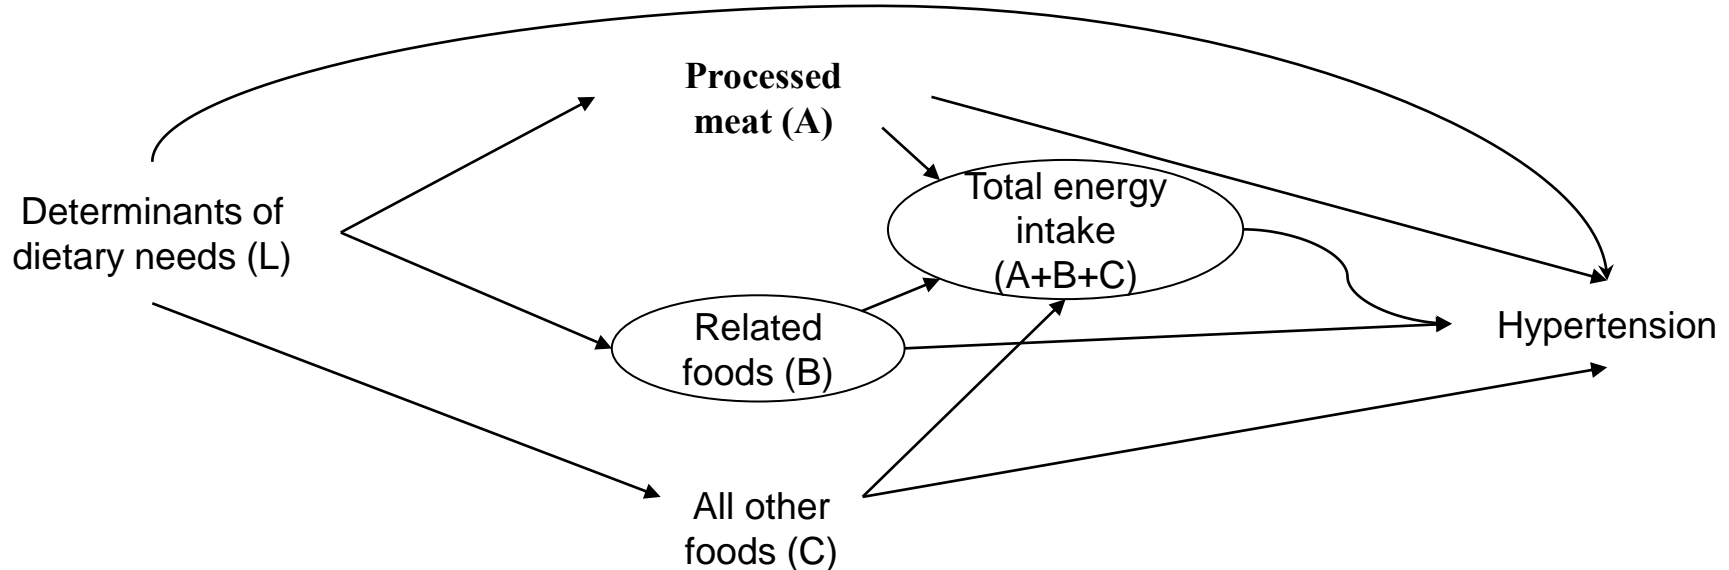 Processed
meat (A)
Total energy
intake
(A+B+C)
Determinants of
dietary needs (L)
Related
foods (B)
Hypertension
All other
foods (C)